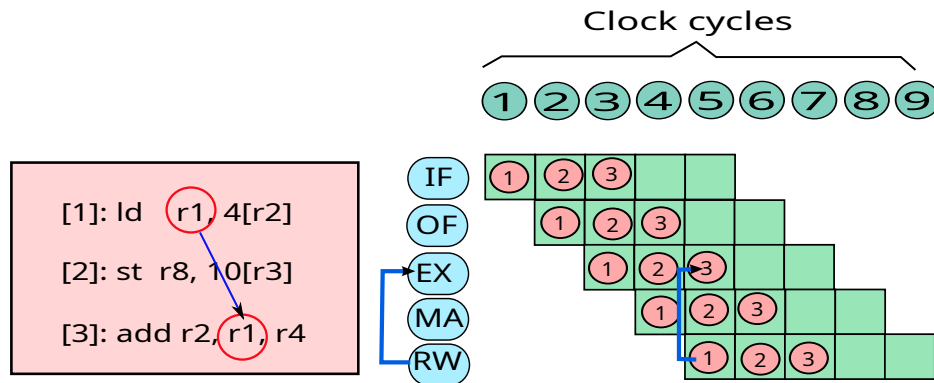 Clock cycles
1 2 3 4 5 6 7 8 9
[1]: ld r1, 4[r2]
[2]: st r8, 10[r3]
[3]: add r2, r1, r4
IF 1 2 3
OF 1 2 3
EX 1 2 3
MA 1 2 3
RW 1 2 3